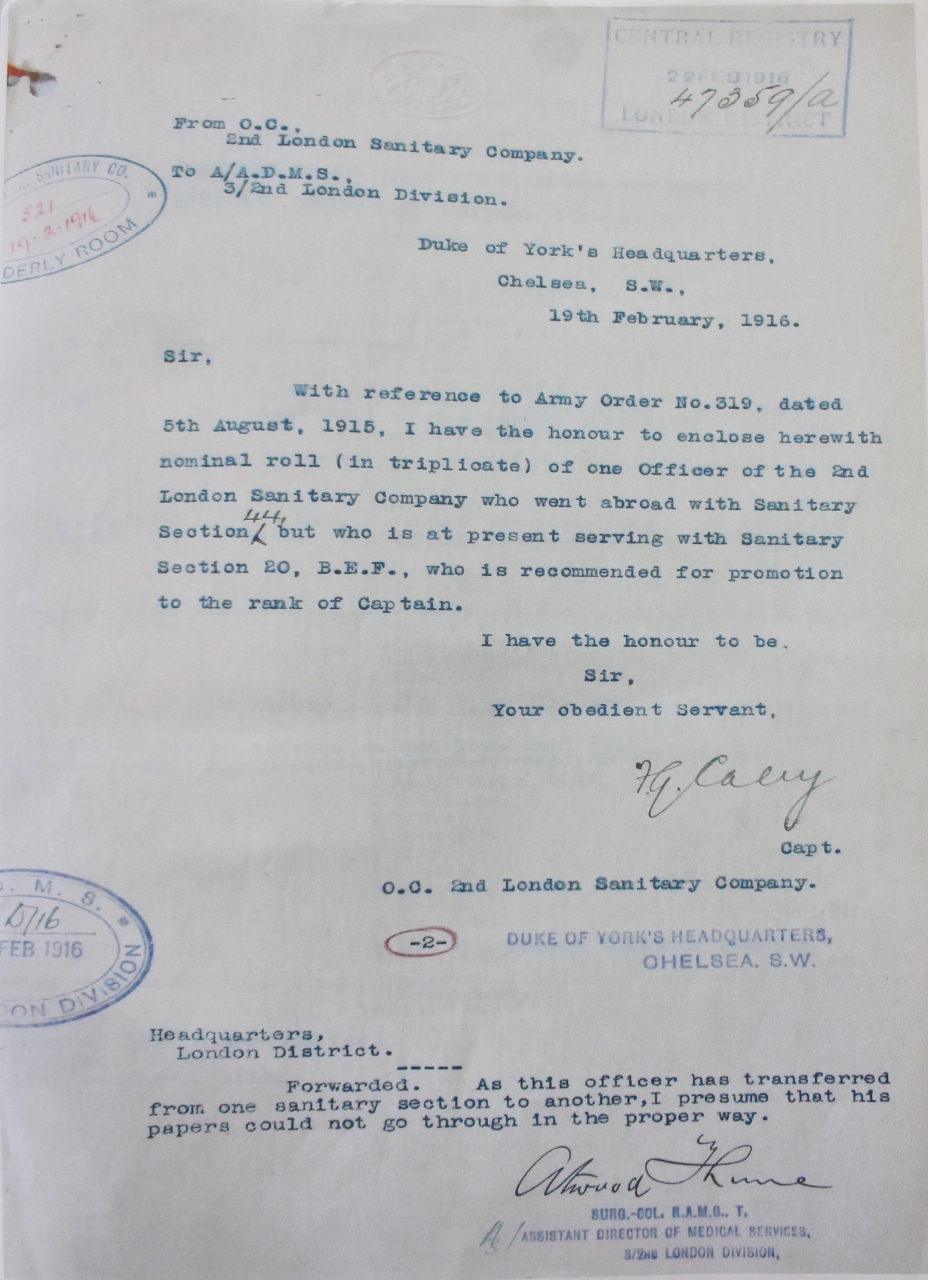 CENTRAL REGISTRY
22 FEB 1916
47359/a
LONDON DISTRICT
From O.C.,
2nd London Sanitary Company.
To A/A.D.M.S.,
3/2nd London Division.
SANITARY CO.
521
19-2-1916
DERLY ROOM
Duke of York's Headquarters,
Chelsea, S.W.,
19th February, 1916.
Sir,
With reference to Army Order No.319, dated
5th August, 1915, I have the honour to enclose herewith
nominal roll (in triplicate) of one Officer of the 2nd
London Sanitary Company who went abroad with Sanitary
Section 44, but who is at present serving with Sanitary
Section 20, B.E.F., who is recommended for promotion
to the rank of Captain.
I have the honour to be.
Sir,
Your obedient Servant,
F.G.
Capt.
O.C. 2nd London Sanitary Company.
-2-
DUKE OF YORK'S HEADQUARTERS,
CHELSEA. S.W.
. M. S.
D/16
FEB. 1916
DON DIVISION
Headquarters,
London District.
-----
Forwarded. As this officer has transferred
from one sanitary section to another,I presume that his
papers could not go through in the proper way.
Atwood Thorne
SURG.-COL. R.A.M.C.. T.
A/ASSISTANT DIRECTOR OF MEDICAL SERVICES,
3/2ND LONDON DIVISION,